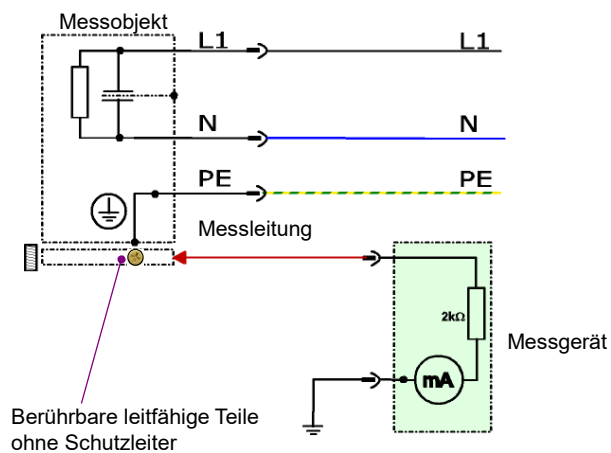 Messobjekt
L1 L1
N N
PE PE
Messleitung
2kΩ
Messgerät
mA
Berührbare leitfähige Teile
ohne Schutzleiter